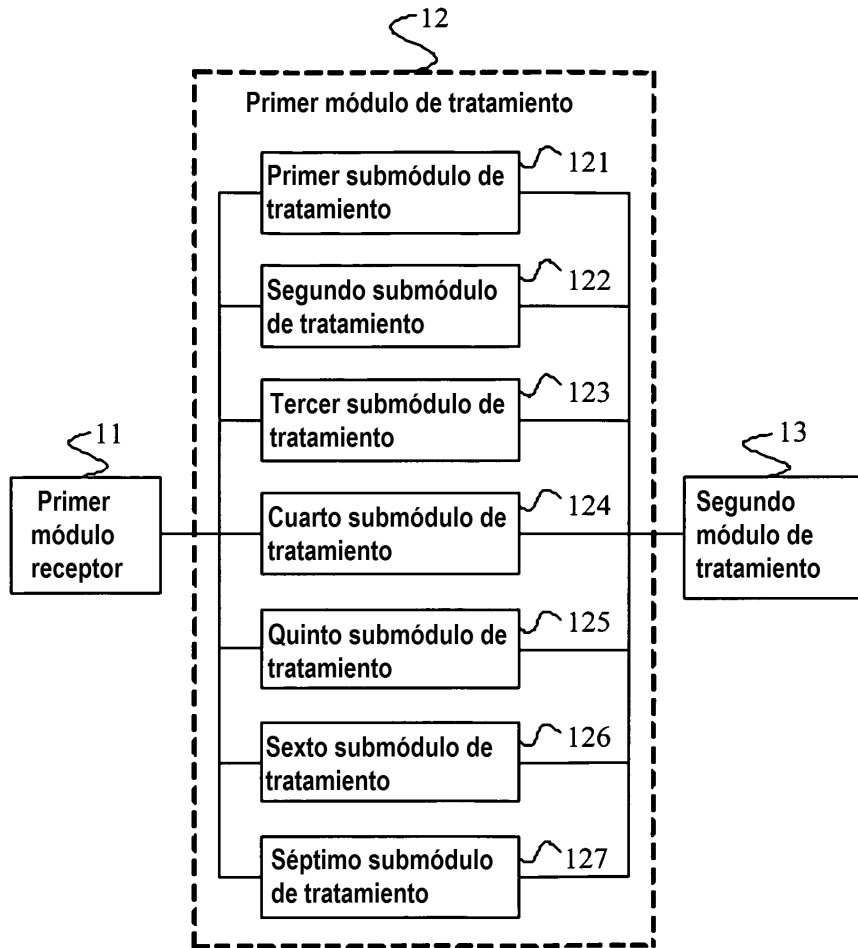 12
Primer módulo de tratamiento
Primer submódulo de
tratamiento
121
Segundo submódulo
de tratamiento
122
Tercer submódulo de
tratamiento
123
11
Primer
módulo
receptor
Cuarto submódulo de
tratamiento
124
13
Segundo
módulo de
tratamiento
Quinto submódulo de
tratamiento
125
Sexto submódulo de
tratamiento
126
Séptimo submódulo
de tratamiento
127